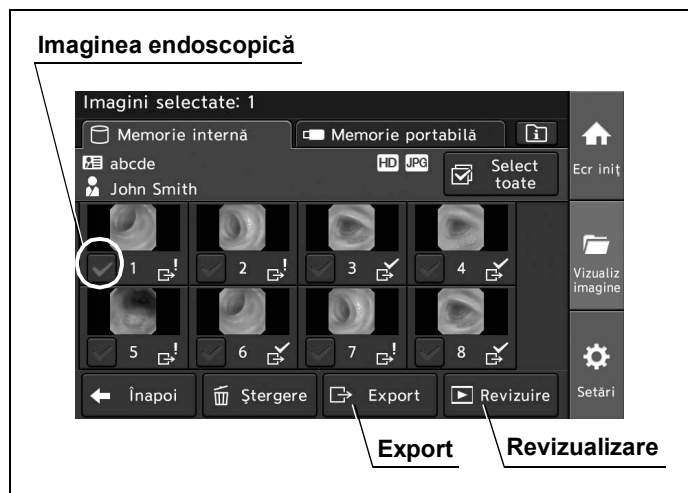 Imaginea endoscopică
Imagini selectate: 1
Memorie internă
Memorie portabilă
abcde
HD JPG
John Smith
Select
toate
Ecr iniț
1 2 3 4
Vizualiz
imagine
5 6 7 8
Înapoi
Ștergere
Export
Revizuire
Setări
Export
Revizualizare